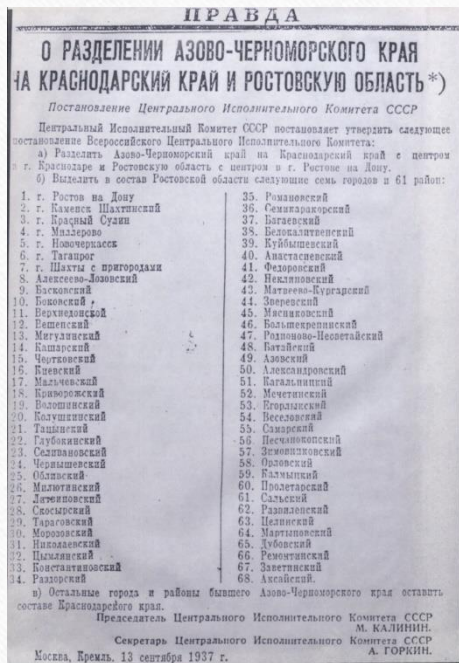 ПРАВДА
О РАЗДЕЛЕНИИ АЗОВО-ЧЕРНОМОРСКОГО КРАЯ
НА КРАСНОДАРСКИЙ КРАЙ И РОСТОВСКУЮ ОБЛАСТЬ*)
Постановление Центрального Исполнительного Комитета СССР
Центральный Исполнительный Комитет СССР постановляет утвердить следующее
постановление Всероссийского Центрального Исполнительного Комитета:
а) Разделить Азово-Черноморский край на Краснодарский край с центром
в г. Краснодаре и Ростовскую область с центром в г. Ростове на Дону.
б) Выделить в состав Ростовской области следующие семь городов и 61 район:
1. г. Ростов на Дону
2. г. Каменск Шахтинский
3. г. Красный Сулин
4. г. Миллерово
5. г. Новочеркасск
6. г. Таганрог
7. г. Шахты с пригородами
8. Алексеево-Лозовский
9. Басковский
10. Боковский
11. Верхнедонской
12. Вешенский
13. Мигулинский
14. Кашарский
15. Чертковский
16. Киевский
17. Мальчевский
18. Криворожский
19. Волошинский
20. Колушкинский
21. Тацынский
22. Глубокинский
23. Селивановский
24. Чернышевский
25. Обливский
26. Милютинский
27. Литвиновский
28. Скосырский
29. Тарасовский
30. Морозовский
31. Николаевский
32. Цымлянский
33. Константиновский
34. Раздорский
35. Романовский
36. Семикаракорский
37. Багаевский
38. Белокалитвенский
39. Куйбышевский
40. Анастасиевский
41. Федоровский
42. Неклиновский
43. Матвеево-Курганский
44. Зверевский
45. Мясниковский
46. Большекрепинский
47. Родионово-Несветайский
48. Батайский
49. Азовский
50. Александровский
51. Кагальницкий
52. Мечетинский
53. Егорлыкский
54. Веселовский
55. Самарский
56. Песчанокопский
57. Зимовниковский
58. Орловский
59. Калмыцкий
60. Пролетарский
61. Сальский
62. Развиленский
63. Целинский
64. Мартыновский
65. Дубовский
66. Ремонтинский
67. Заветинский
68. Аксайский.
в) Остальные города и районы бывшего Азово-Черноморского края оставить
составе Краснодарского края.
Председатель Центрального Исполнительного Комитета СССР
М. КАЛИНИН.
Секретарь Центрального Исполнительного Комитета СССР
А. ГОРКИН.
Москва, Кремль. 13 сентября 1937 г.